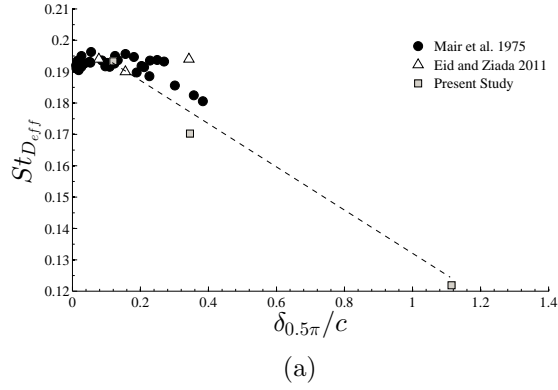 0.21
0.2
0.19
0.18
0.17
0.16
0.15
0.14
0.13
0.12
St_{D_{eff}}
Mair et al. 1975
Eid and Ziada 2011
Present Study
0 0.2 0.4 0.6 0.8 1 1.2 1.4
δ_{0.5π}/c
(a)